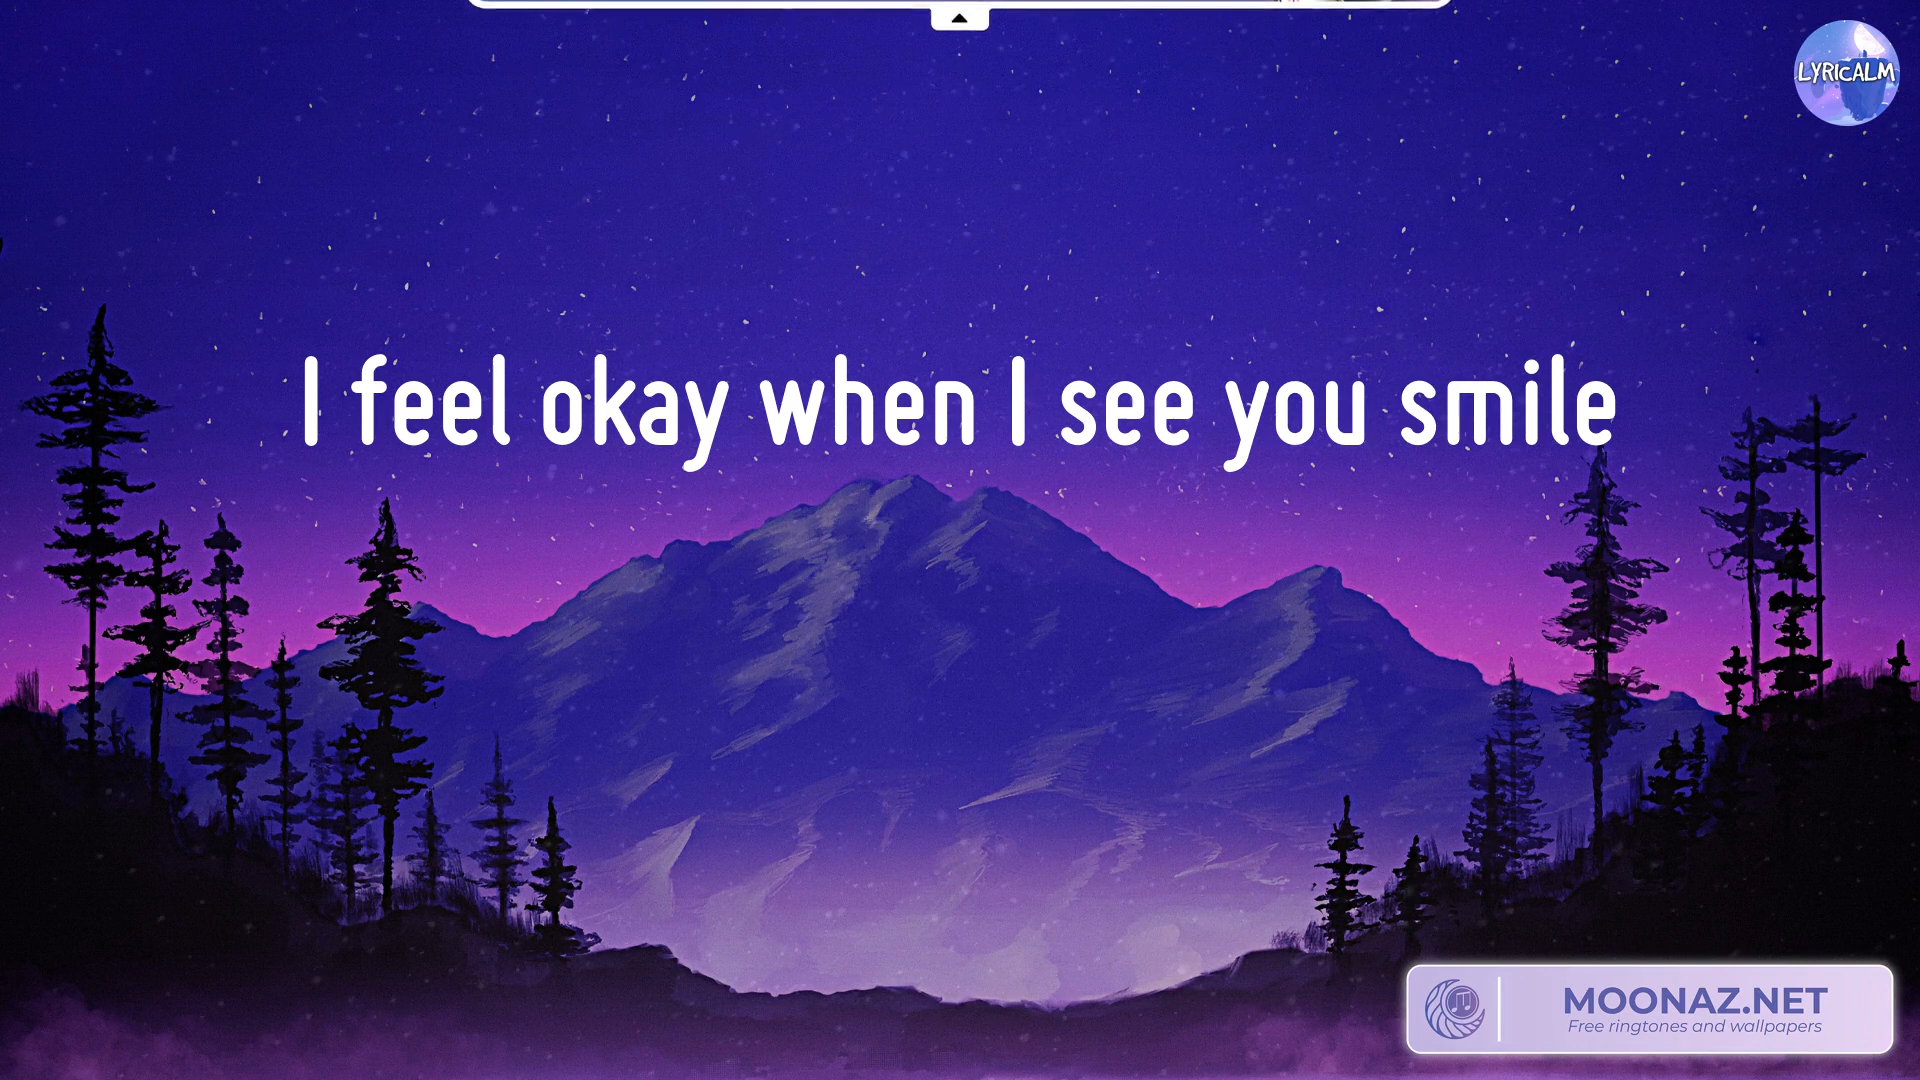 LYRICALM
I feel okay when I see you smile
MOONAZ.NET
Free ringtones and wallpapers